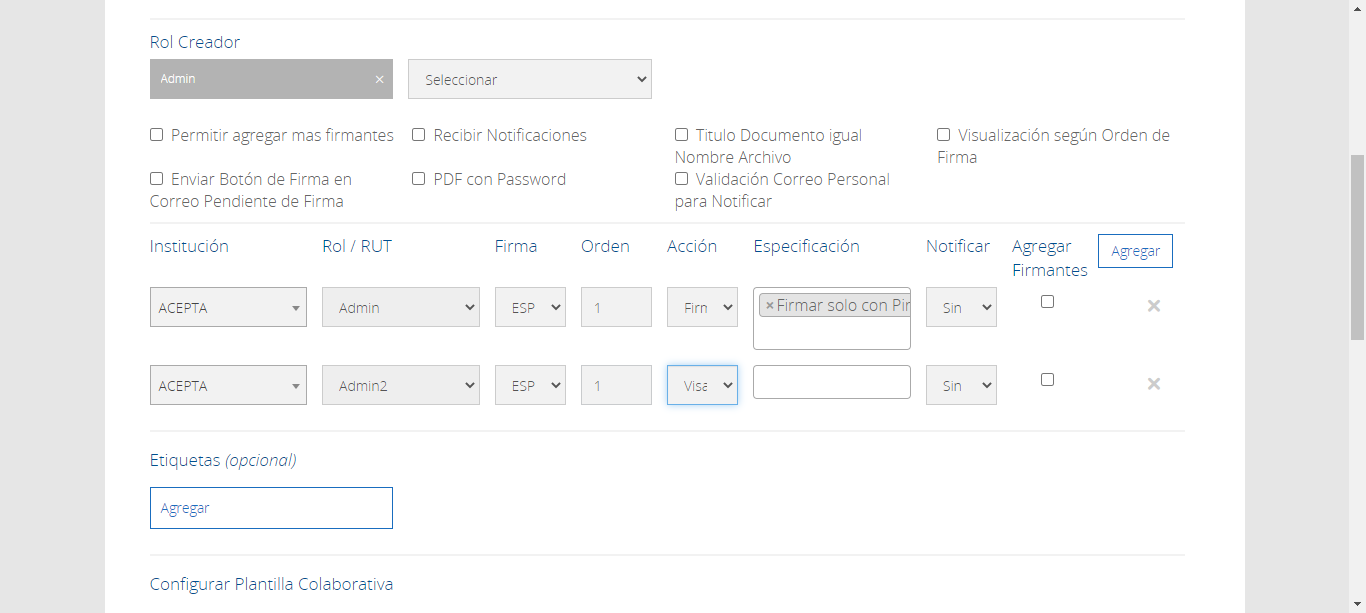 Rol Creador
Admin ×
Seleccionar
Permitir agregar mas firmantes
Recibir Notificaciones
Titulo Documento igual
Nombre Archivo
Visualización según Orden de
Firma
Enviar Botón de Firma en
Correo Pendiente de Firma
PDF con Password
Validación Correo Personal
para Notificar
Institución Rol / RUT Firma Orden Acción Especificación Notificar Agregar
Firmantes
Agregar
ACEPTA Admin ESP 1 Firn ×Firmar solo con Pin Sin ×
ACEPTA Admin2 ESP 1 Visa Sin ×
Etiquetas (opcional)
Agregar
Configurar Plantilla Colaborativa